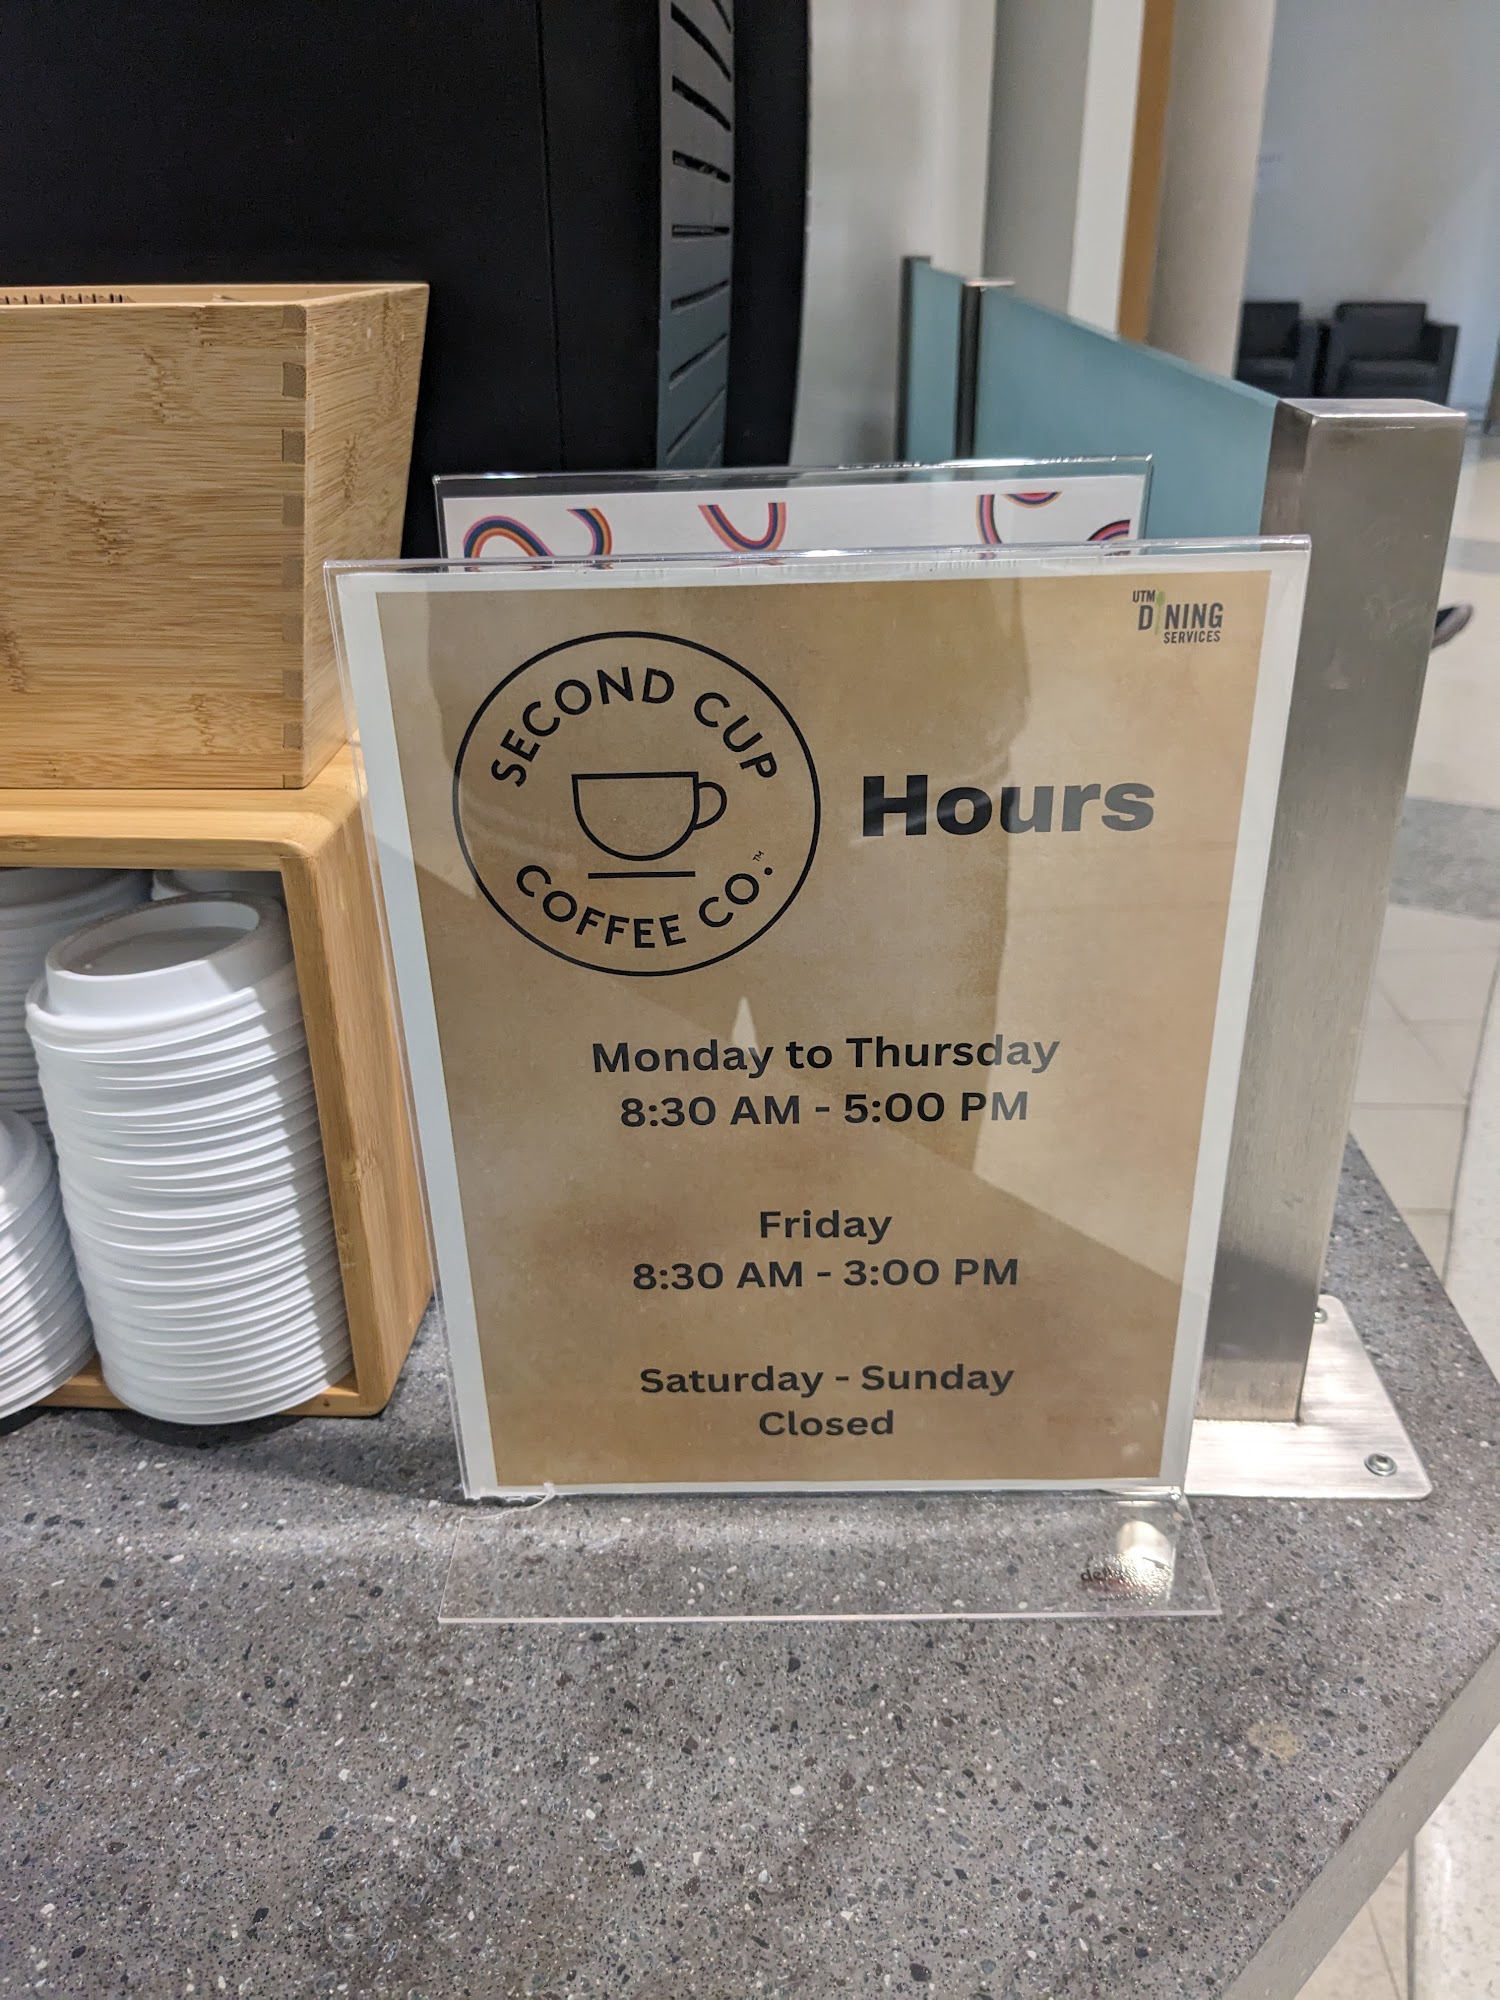 UTM
DINING
SERVICES
SECOND CUP
COFFEE CO.™
Hours
Monday to Thursday
8:30 AM - 5:00 PM
Friday
8:30 AM - 3:00 PM
Saturday - Sunday
Closed